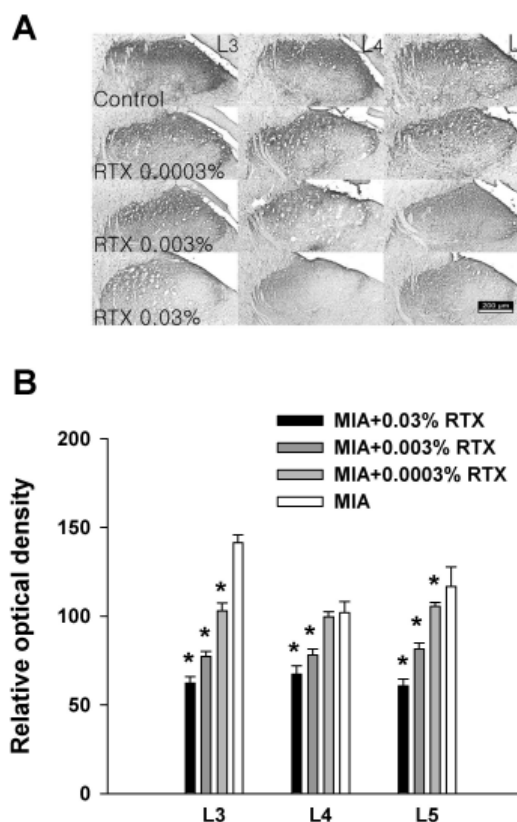 A
L3 L4 L
Control
RTX 0.0003%
RTX 0.003%
RTX 0.03%
200 µm
B
MIA+0.03% RTX
MIA+0.003% RTX
MIA+0.0003% RTX
MIA
Relative optical density
200
150
100
50
0
* * *
* *
* * *
L3 L4 L5